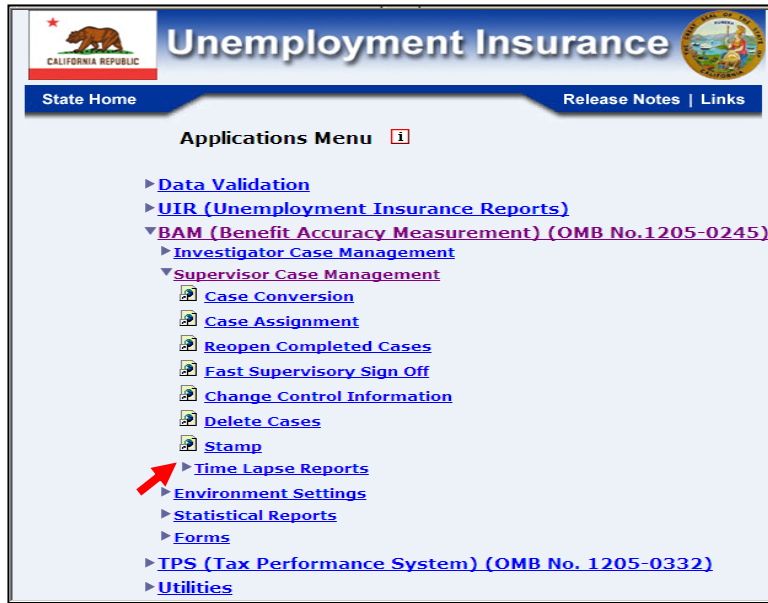 CALIFORNIA REPUBLIC
Unemployment Insurance
State Home
Release Notes | Links
Applications Menu i
Data Validation
UIR (Unemployment Insurance Reports)
BAM (Benefit Accuracy Measurement) (OMB No.1205-0245)
Investigator Case Management
Supervisor Case Management
Case Conversion
Case Assignment
Reopen Completed Cases
Fast Supervisory Sign Off
Change Control Information
Delete Cases
Stamp
Time Lapse Reports
Environment Settings
Statistical Reports
Forms
TPS (Tax Performance System) (OMB No. 1205-0332)
Utilities